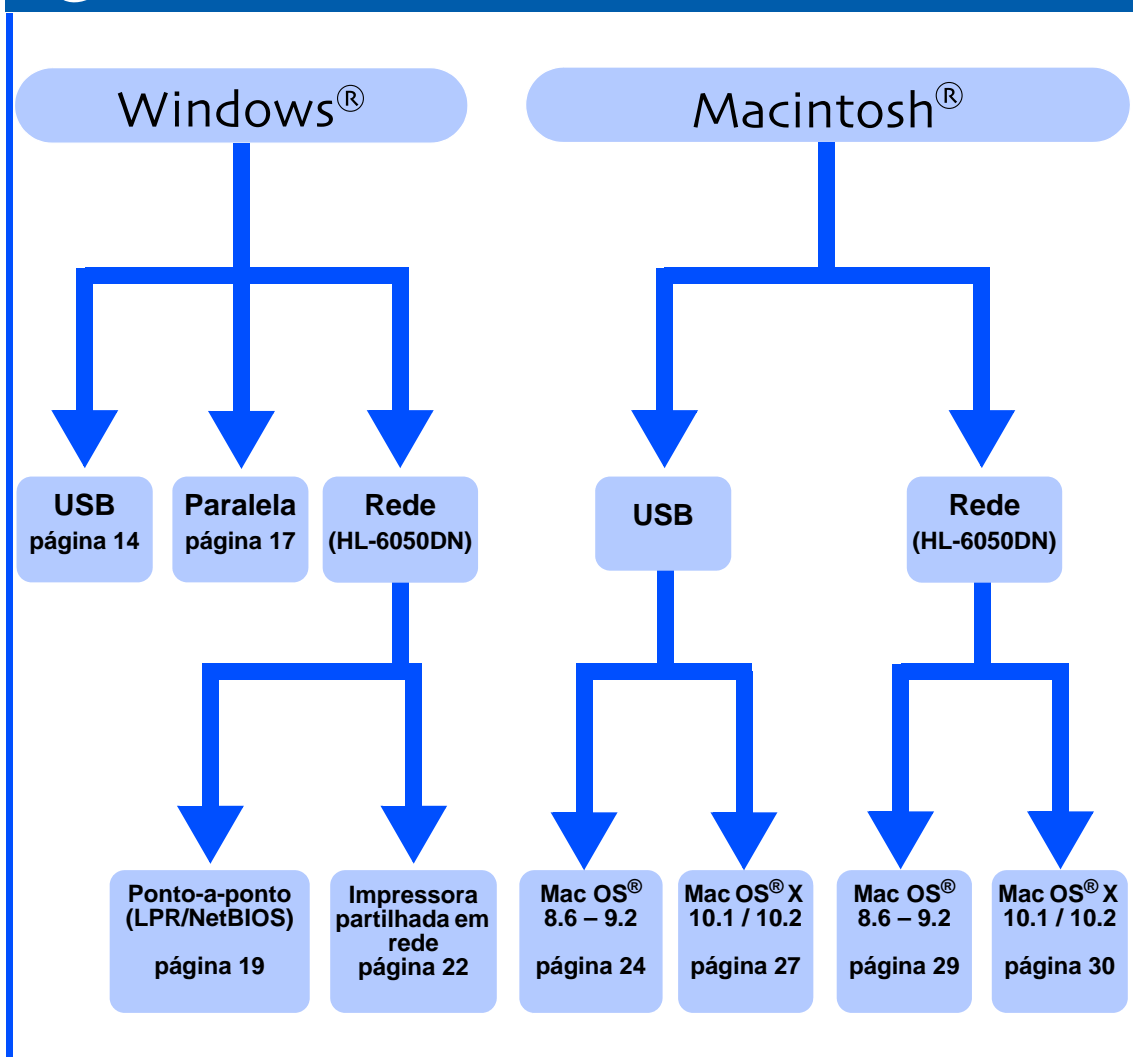 Windows®
Macintosh®
USB
página 14
Paralela
página 17
Rede
(HL-6050DN)
USB
Rede
(HL-6050DN)
Ponto-a-ponto
(LPR/NetBIOS)
página 19
Impressora
partilhada em
rede
página 22
Mac OS®
8.6 – 9.2
página 24
Mac OS® X
10.1 / 10.2
página 27
Mac OS®
8.6 – 9.2
página 29
Mac OS® X
10.1 / 10.2
página 30